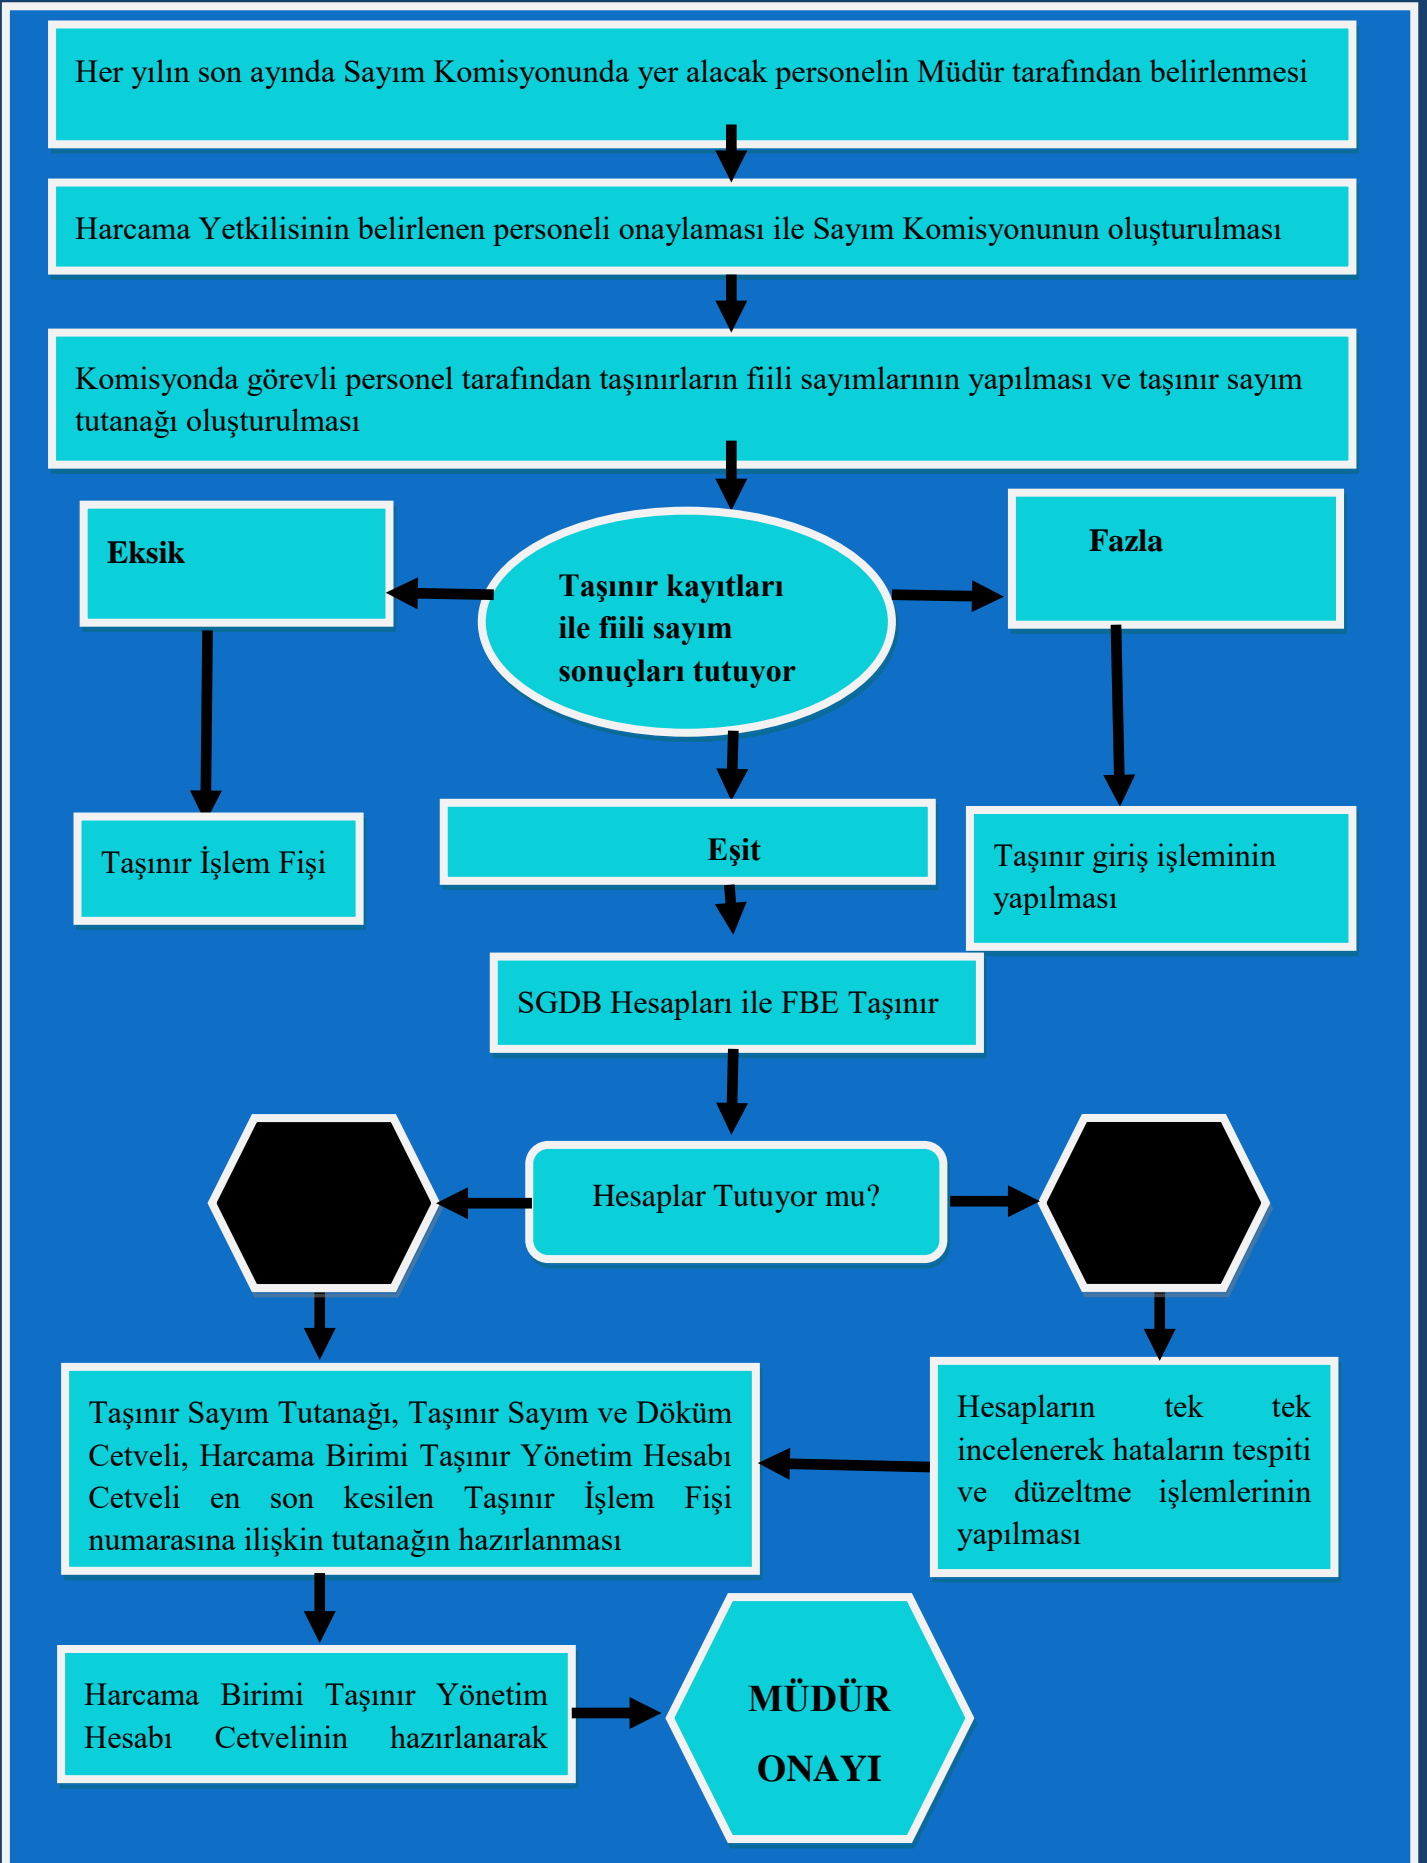 Her yılın son ayında Sayım Komisyonunda yer alacak personelin Müdür tarafından belirlenmesi
Harcama Yetkilisinin belirlenen personeli onaylaması ile Sayım Komisyonunun oluşturulması
Komisyonda görevli personel tarafından taşınırların fiili sayımlarının yapılması ve taşınır sayım
tutanağı oluşturulması
Eksik
Taşınır kayıtları
ile fiili sayım
sonuçları tutuyor
Fazla
Taşınır İşlem Fişi
Eşit
Taşınır giriş işleminin
yapılması
SGDB Hesapları ile FBE Taşınır
Hesaplar Tutuyor mu?
Taşınır Sayım Tutanağı, Taşınır Sayım ve Döküm
Cetveli, Harcama Birimi Taşınır Yönetim Hesabı
Cetveli en son kesilen Taşınır İşlem Fişi
numarasına ilişkin tutanağın hazırlanması
Hesapların tek tek
incelenerek hataların tespiti
ve düzeltme işlemlerinin
yapılması
Harcama Birimi Taşınır Yönetim
Hesabı Cetvelinin hazırlanarak
MÜDÜR
ONAYI